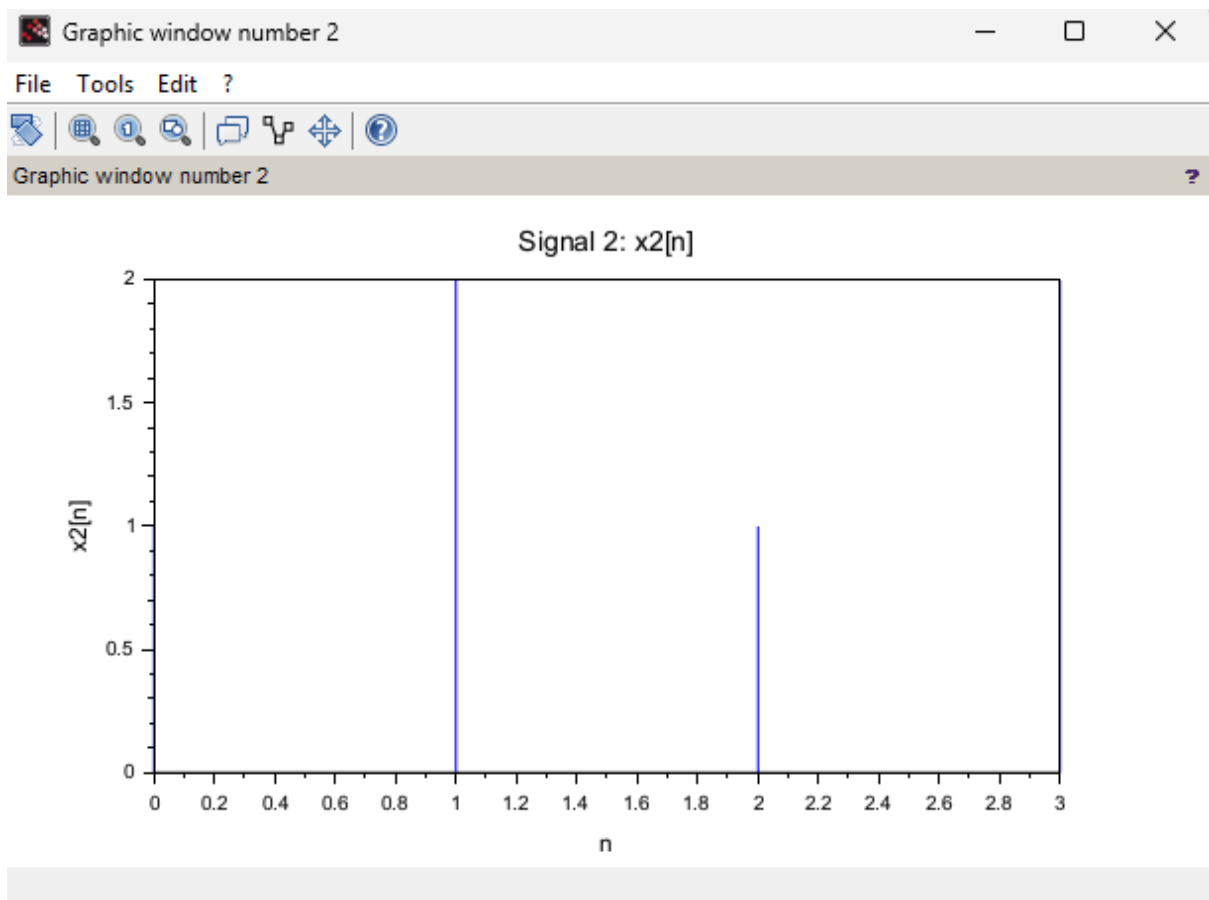 Graphic window number 2
File Tools Edit ?
Graphic window number 2 ?
Signal 2: x2[n]
2
1.5
x2[n]
1
0.5
0
0 0.2 0.4 0.6 0.8 1 1.2 1.4 1.6 1.8 2 2.2 2.4 2.6 2.8 3
n